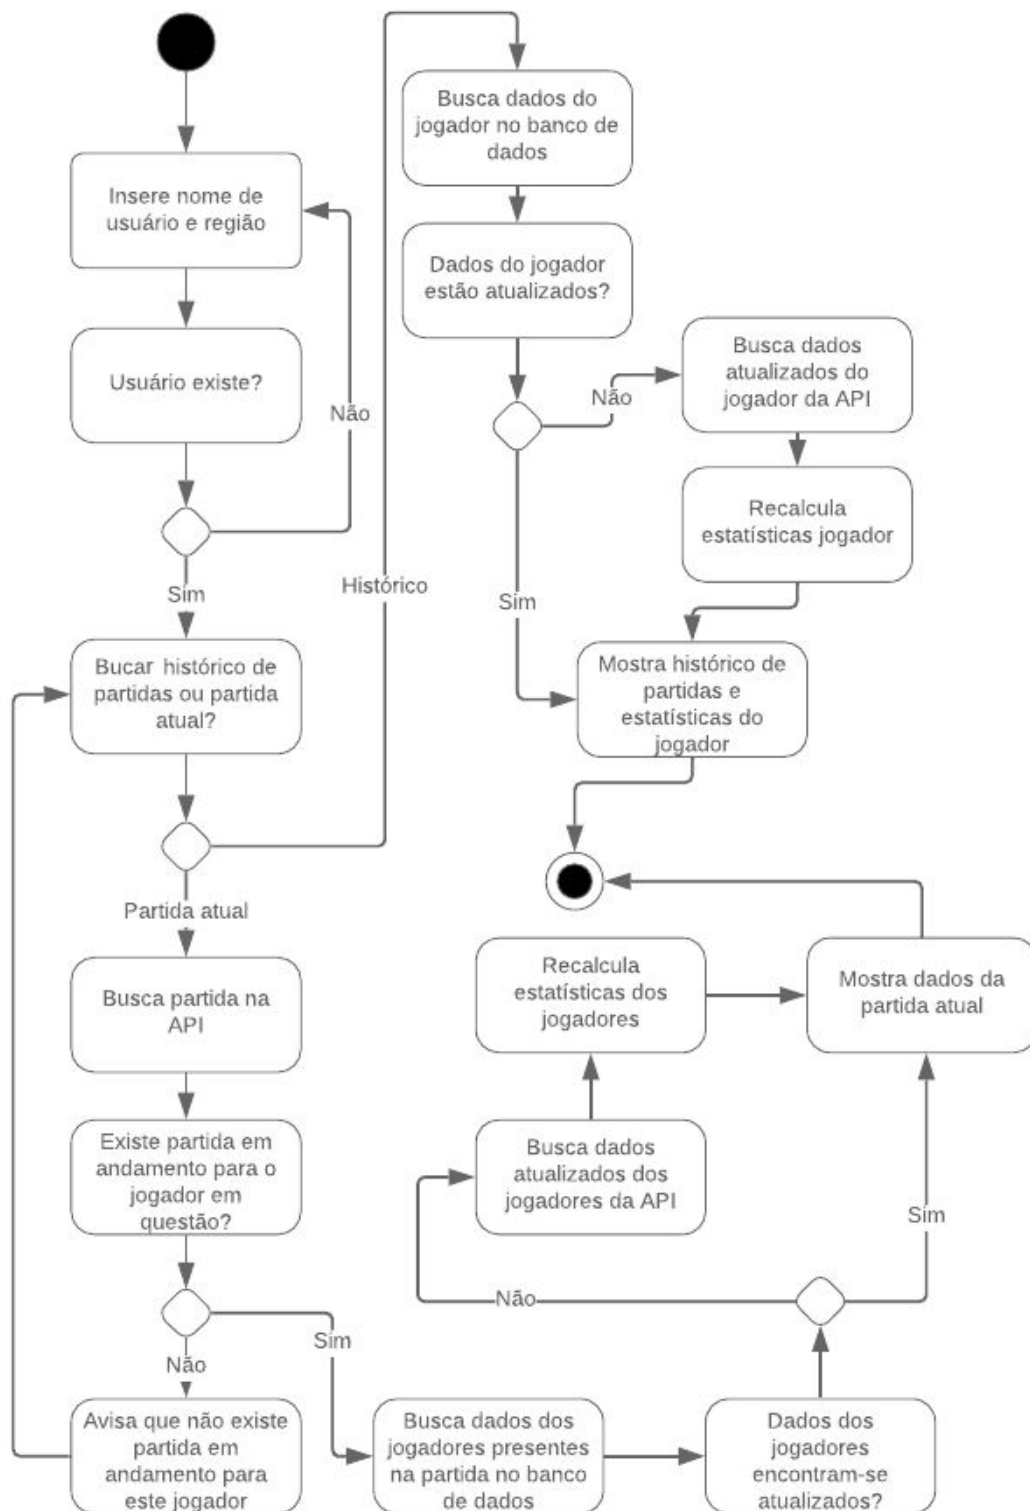 Insere nome de
usuário e região
Usuário existe?
Não
Sim
Bucar histórico de
partidas ou partida
atual?
Histórico
Partida atual
Busca partida na
API
Existe partida em
andamento para o
jogador em
questão?
Sim
Não
Avisa que não existe
partida em
andamento para
este jogador
Busca dados do
jogador no banco de
dados
Dados do jogador
estão atualizados?
Não
Busca dados
atualizados do
jogador da API
Recalcula
estatísticas jogador
Sim
Mostra histórico de
partidas e
estatísticas do
jogador
Busca dados dos
jogadores presentes
na partida no banco
de dados
Dados dos
jogadores
encontram-se
atualizados?
Não
Busca dados
atualizados dos
jogadores da API
Recalcula
estatísticas dos
jogadores
Sim
Mostra dados da
partida atual